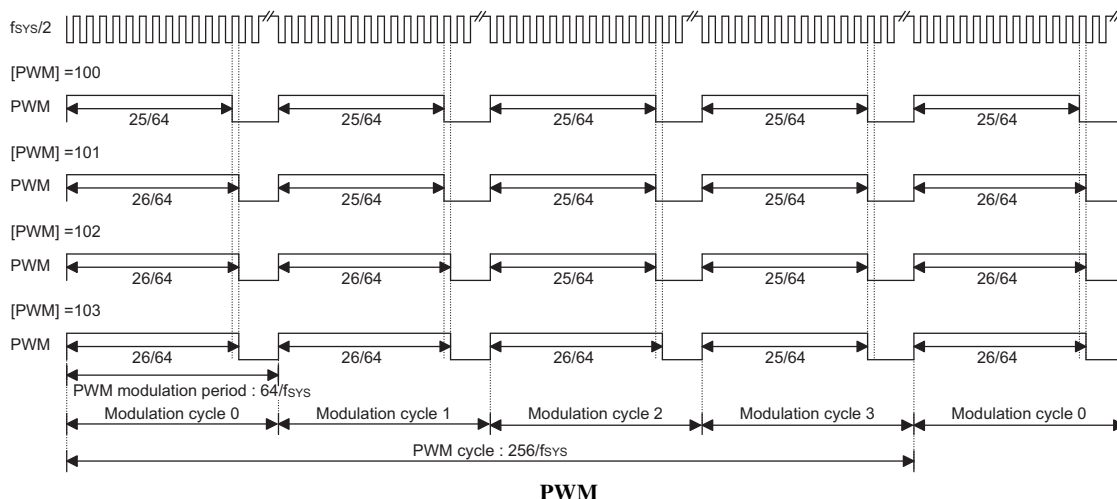 fSYS/2
[PWM] =100
PWM
25/64 25/64 25/64 25/64 25/64
[PWM] =101
PWM
26/64 25/64 25/64 25/64 26/64
[PWM] =102
PWM
26/64 26/64 25/64 25/64 26/64
[PWM] =103
PWM
26/64 26/64 26/64 25/64 26/64
PWM modulation period : 64/fSYS
Modulation cycle 0 Modulation cycle 1 Modulation cycle 2 Modulation cycle 3 Modulation cycle 0
PWM cycle : 256/fSYS
PWM